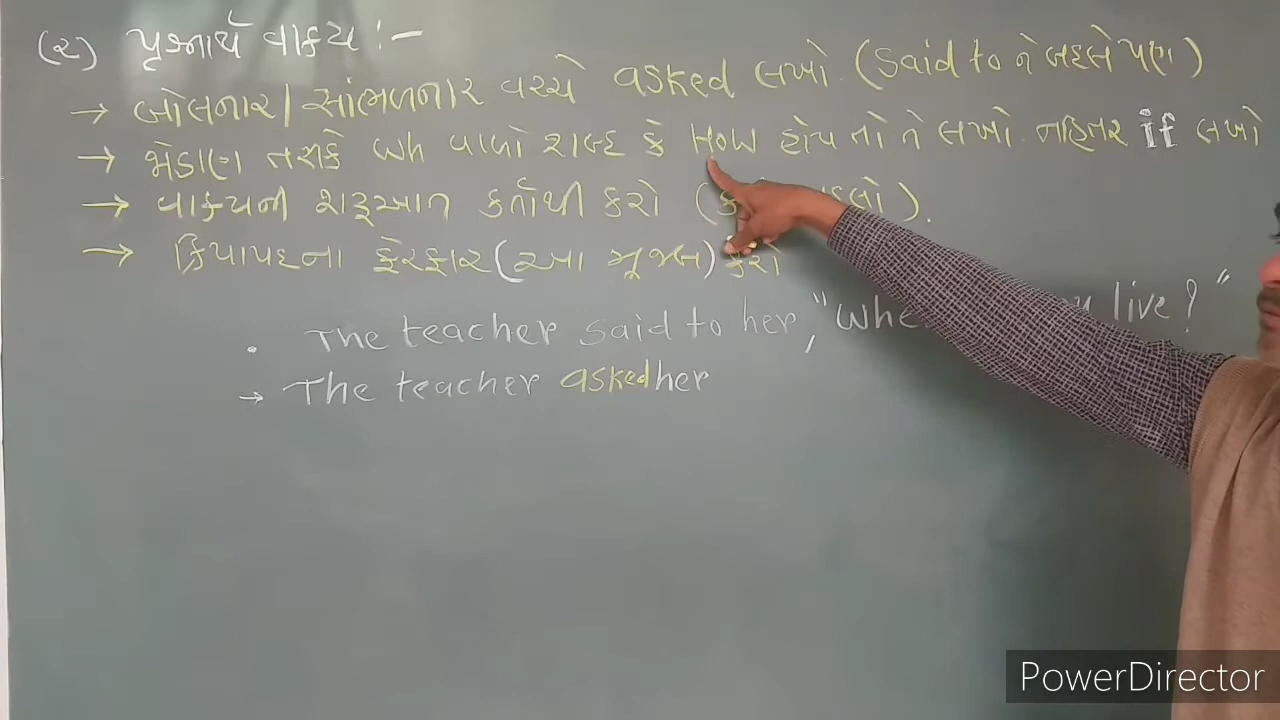 (૨) પ્રશ્નાર્થ વાક્ય :-
→ બોલનાર / સાંભળનાર વચ્ચે asked લખો. (said to ને બદલે પણ)
→ જોડાણ તરીકે Wh વાળો શબ્દ કે How હોય તો તે લખો. નહિતર if લખો
→ વાક્યની શરૂઆત કર્તાથી કરો ( ).
→ ક્રિયાપદના ફેરફાર (આ મૂજબ) કરો
• The teacher said to her, " live?"
→ The teacher asked her
PowerDirector